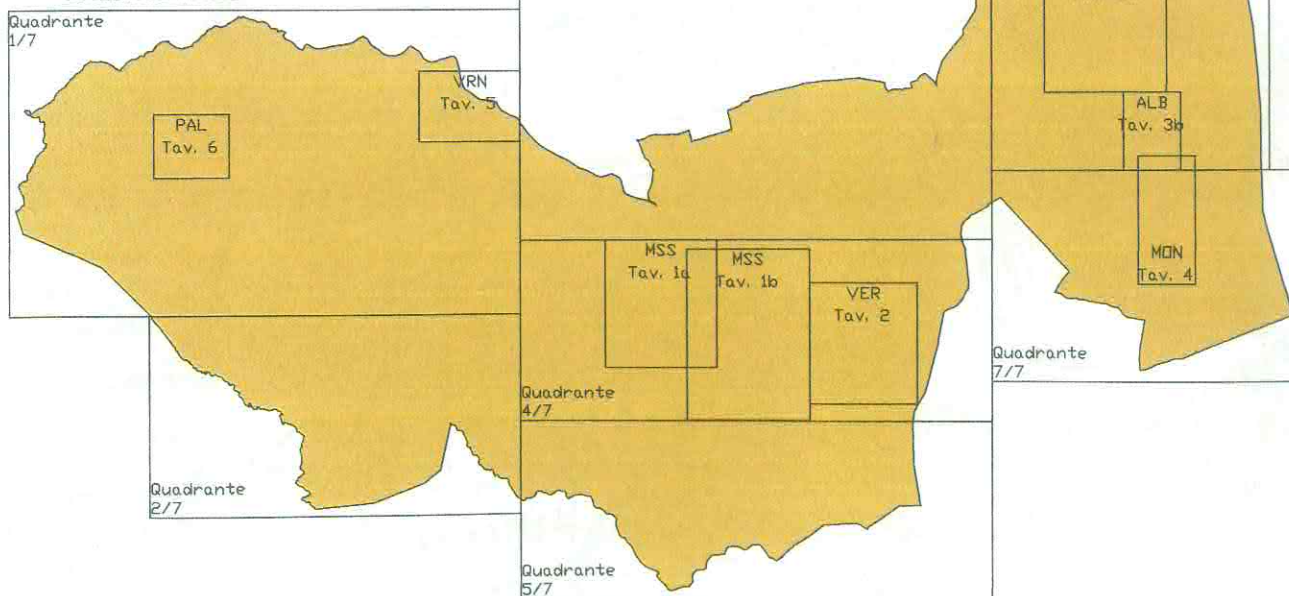 Quadrante
1/7
VRN
Tav. 5
PAL
Tav. 6
ALB
Tav. 3b
MSS
Tav. 1a
MSS
Tav. 1b
VER
Tav. 2
MON
Tav. 4
Quadrante
7/7
Quadrante
4/7
Quadrante
2/7
Quadrante
5/7